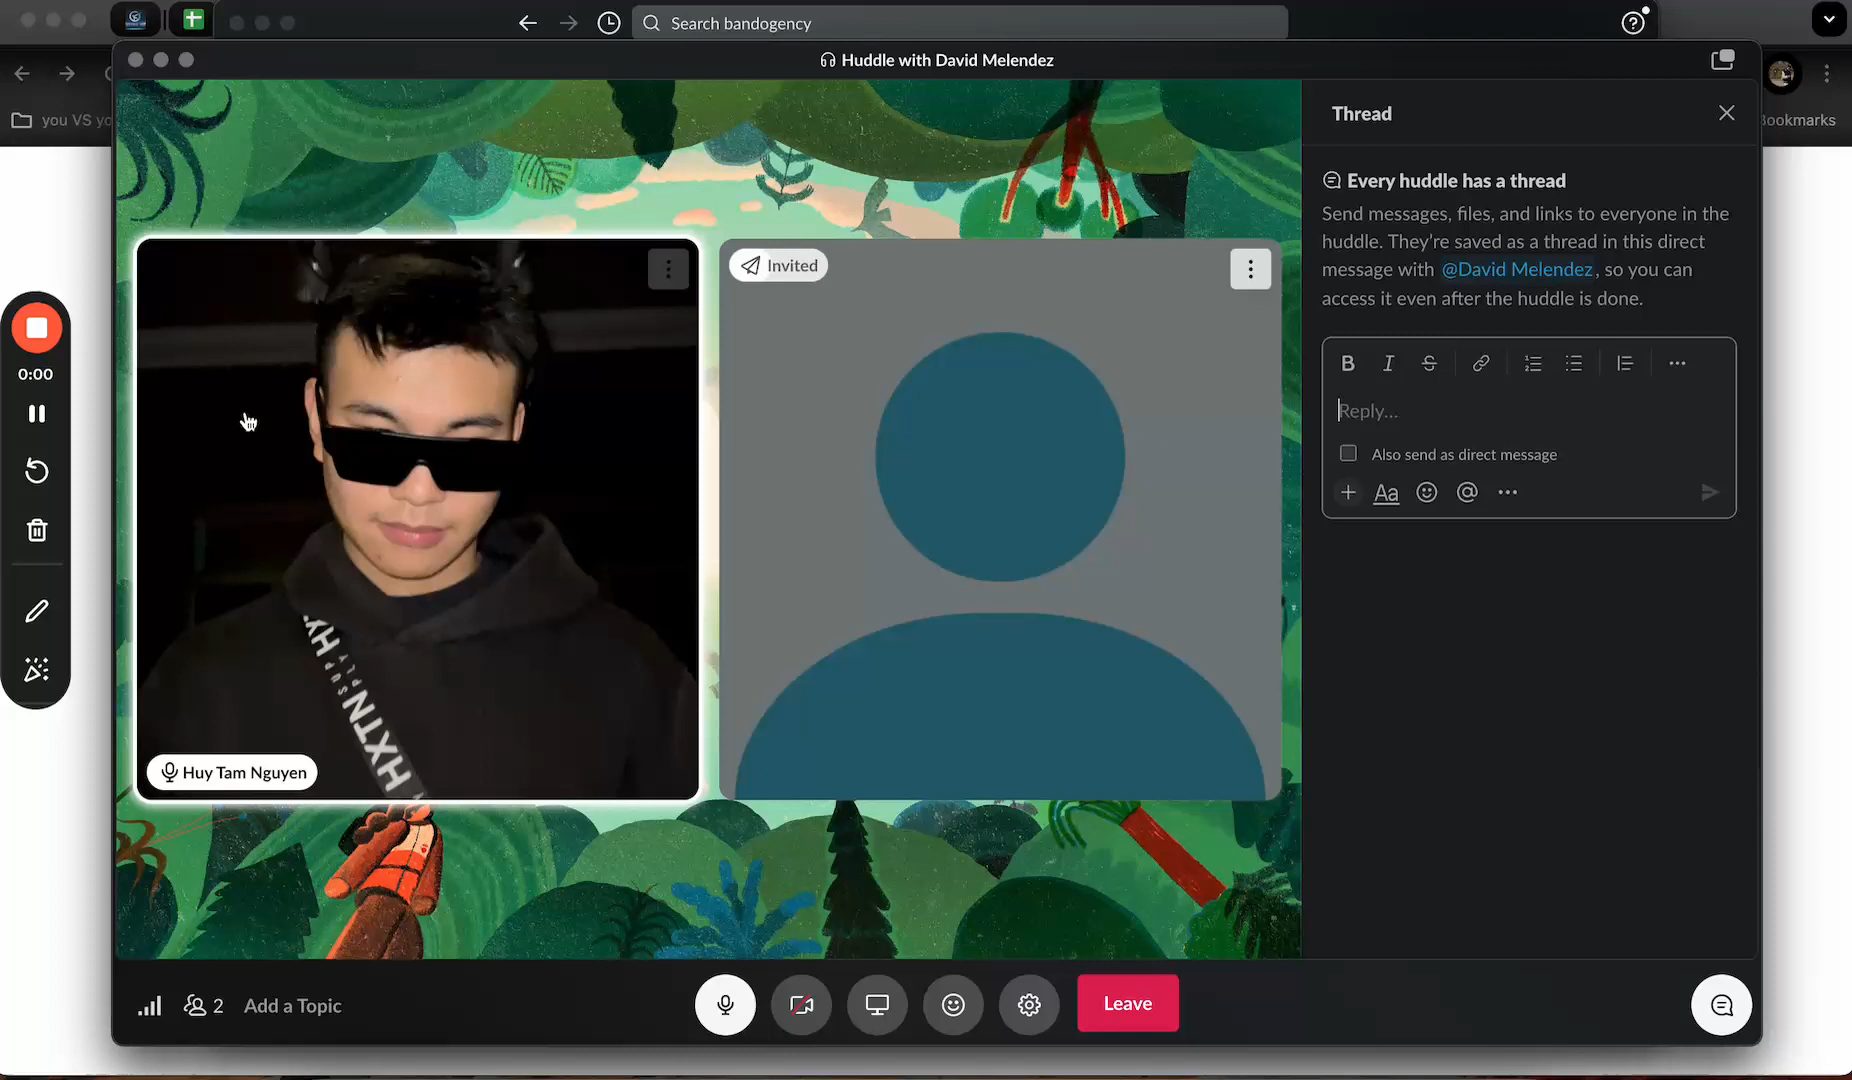 Search bandogency
Huddle with David Melendez
you VS yo
Bookmarks
Thread
Every huddle has a thread
Send messages, files, and links to everyone in the
huddle. They're saved as a thread in this direct
message with @David Melendez, so you can
access it even after the huddle is done.
Invited
0:00
B I S
Reply...
Also send as direct message
Aa
HXTN SUPPLY HX
Huy Tam Nguyen
2
Add a Topic
Leave